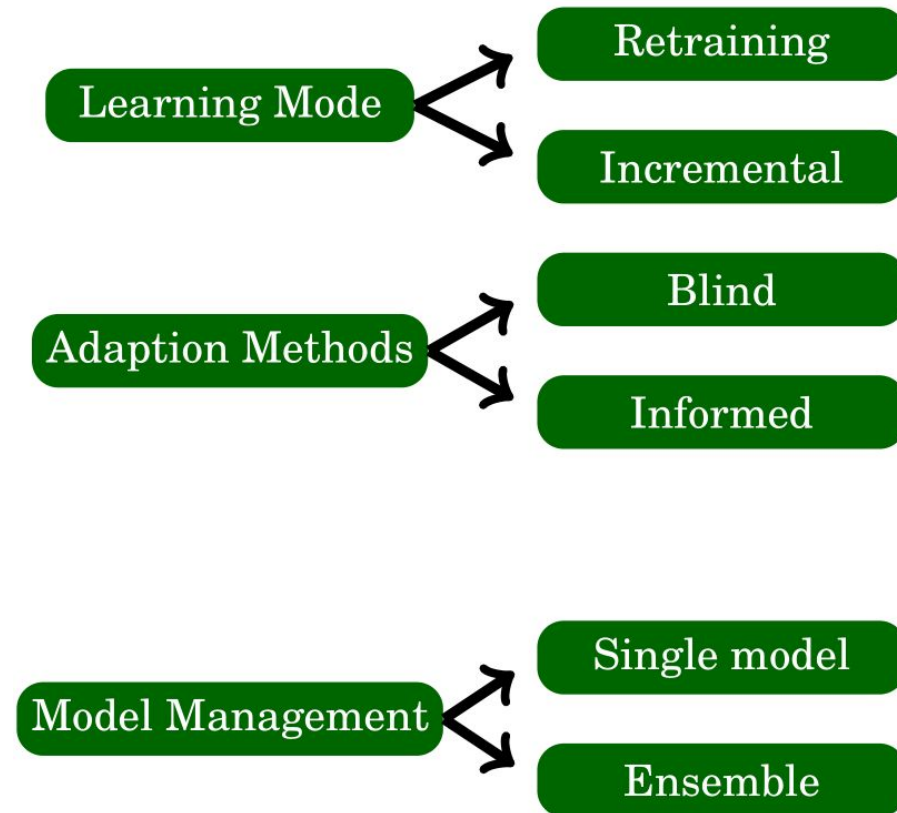 Learning Mode
Retraining
Incremental
Adaption Methods
Blind
Informed
Model Management
Single model
Ensemble